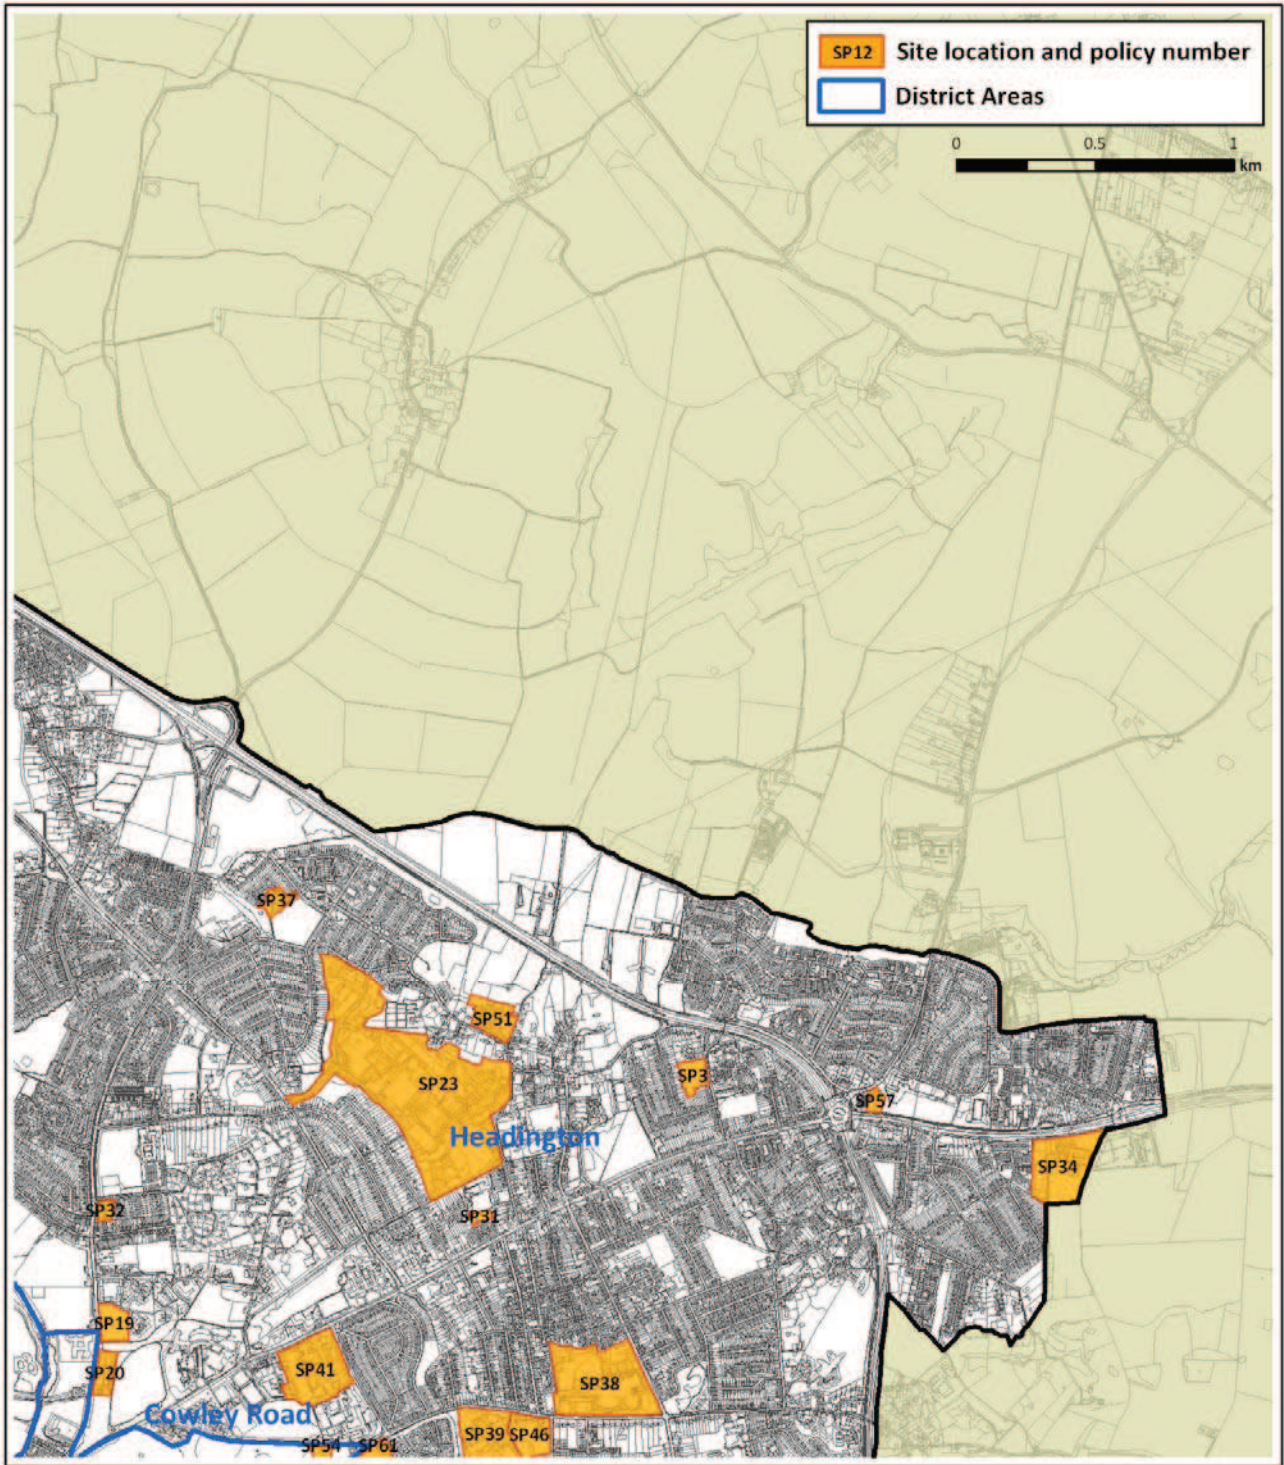 SP12 Site location and policy number
District Areas
0 0.5 1
km
SP37
SP51
SP23
SP3
SP57
Headington
SP34
SP32
SP31
SP19
SP20
SP41
SP38
Cowley Road
SP39
SP46
SP54
SP61